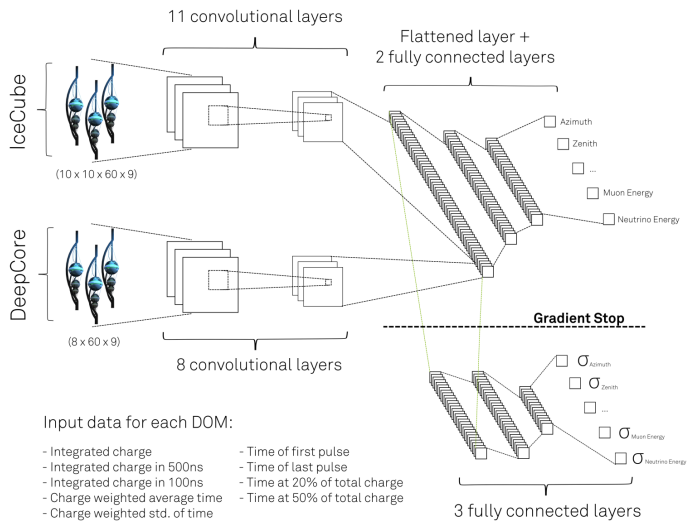 11 convolutional layers
Flattened layer +
2 fully connected layers
IceCube
(10 x 10 x 60 x 9)
Azimuth
Zenith
...
Muon Energy
Neutrino Energy
DeepCore
(8 x 60 x 9)
8 convolutional layers
Gradient Stop
σ Azimuth
σ Zenith
...
σ Muon Energy
σ Neutrino Energy
3 fully connected layers
Input data for each DOM:
- Integrated charge
- Integrated charge in 500ns
- Integrated charge in 100ns
- Charge weighted average time
- Charge weighted std. of time
- Time of first pulse
- Time of last pulse
- Time at 20% of total charge
- Time at 50% of total charge